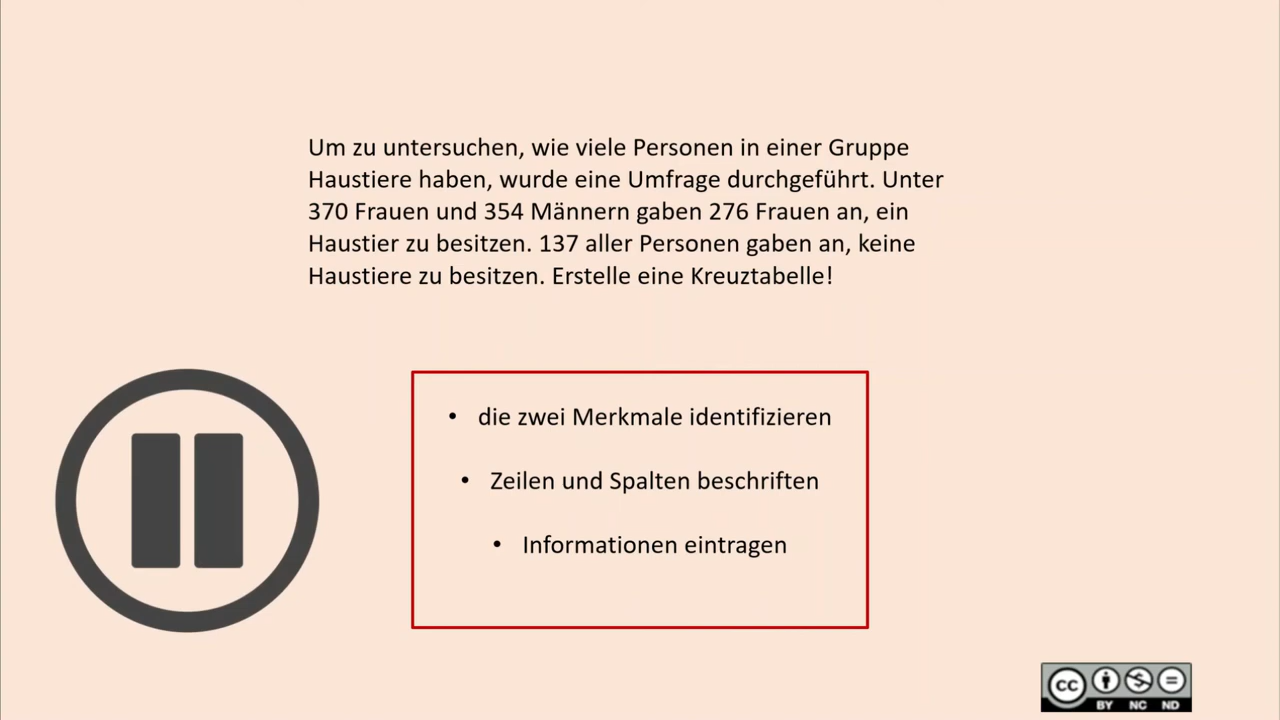 Um zu untersuchen, wie viele Personen in einer Gruppe
Haustiere haben, wurde eine Umfrage durchgeführt. Unter
370 Frauen und 354 Männern gaben 276 Frauen an, ein
Haustier zu besitzen. 137 aller Personen gaben an, keine
Haustiere zu besitzen. Erstelle eine Kreuztabelle!
• die zwei Merkmale identifizieren
• Zeilen und Spalten beschriften
• Informationen eintragen
CC BY NC ND